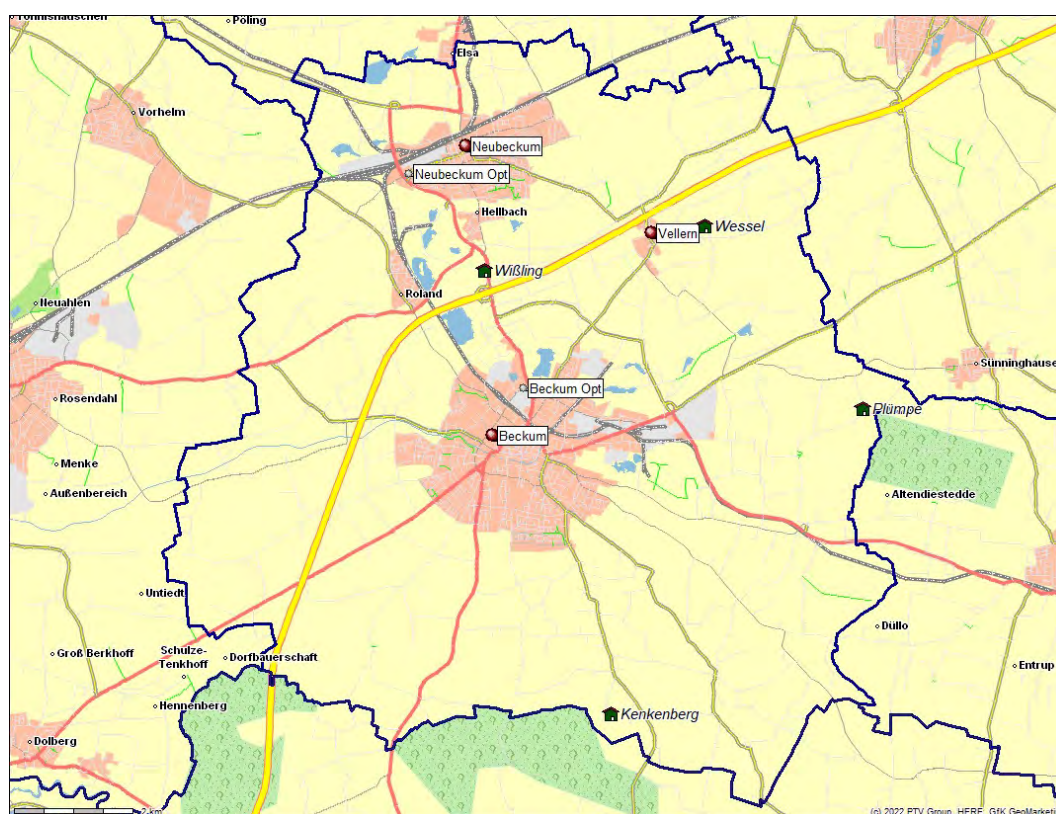 Tönnishäuschen
Pöling
Elsa
Vorhelm
Neubeckum
Neubeckum Opt
Hellbach
Vellern
Wessel
Wißling
Neuahlen
Roland
Sünninghause
Rosendahl
Beckum Opt
Plümpe
Beckum
Menke
Außenbereich
Altendiestedde
Untiedt
Düllo
Groß Berkhoff
Schulze-
Tenkhoff
Dorfbauerschaft
Entrup
Hennenberg
Kenkenberg
Dolberg
2 km
(c) 2022 PTV Group, HERE, GfK GeoMarketi